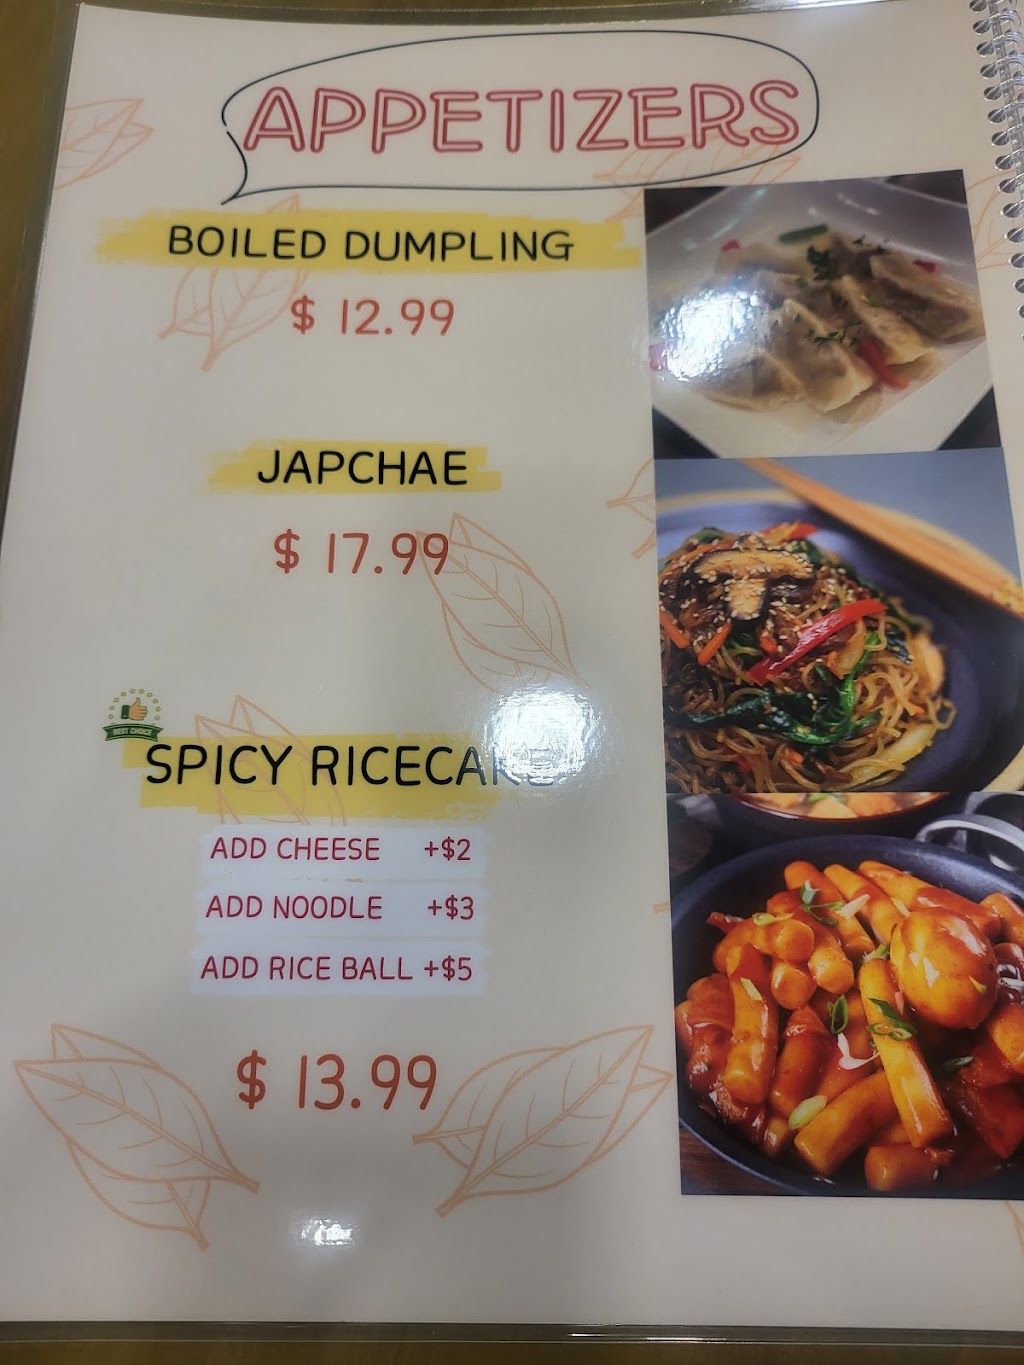 APPETIZERS
BOILED DUMPLING
$ 12.99
JAPCHAE
$ 17.99
BEST CHOICE
SPICY RICECAKE
ADD CHEESE +$2
ADD NOODLE +$3
ADD RICE BALL +$5
$ 13.99